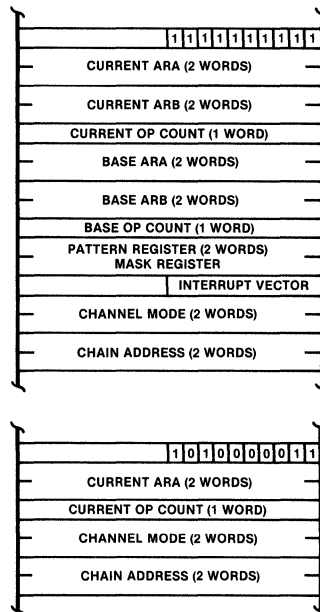 1 1 1 1 1 1 1 1 1 1
CURRENT ARA (2 WORDS)
CURRENT ARB (2 WORDS)
CURRENT OP COUNT (1 WORD)
BASE ARA (2 WORDS)
BASE ARB (2 WORDS)
BASE OP COUNT (1 WORD)
PATTERN REGISTER (2 WORDS)
MASK REGISTER
INTERRUPT VECTOR
CHANNEL MODE (2 WORDS)
CHAIN ADDRESS (2 WORDS)
1 0 1 0 0 0 0 0 1 1
CURRENT ARA (2 WORDS)
CURRENT OP COUNT (1 WORD)
CHANNEL MODE (2 WORDS)
CHAIN ADDRESS (2 WORDS)